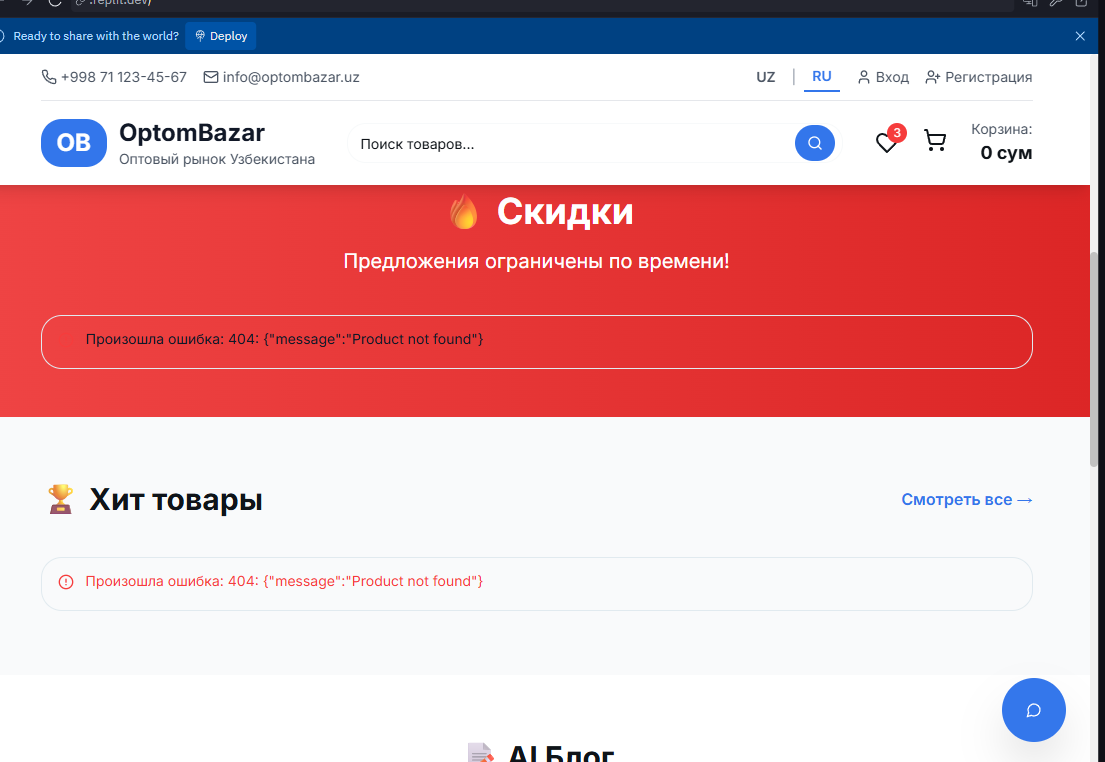 .replit.dev/
Ready to share with the world? Deploy
+998 71 123-45-67 info@optombazar.uz UZ | RU Вход Регистрация
OB OptomBazar
Оптовый рынок Узбекистана
Поиск товаров...
3
Корзина:
0 сум
Скидки
Предложения ограничены по времени!
Произошла ошибка: 404: {"message":"Product not found"}
Хит товары Смотреть все →
Произошла ошибка: 404: {"message":"Product not found"}
AI Блог